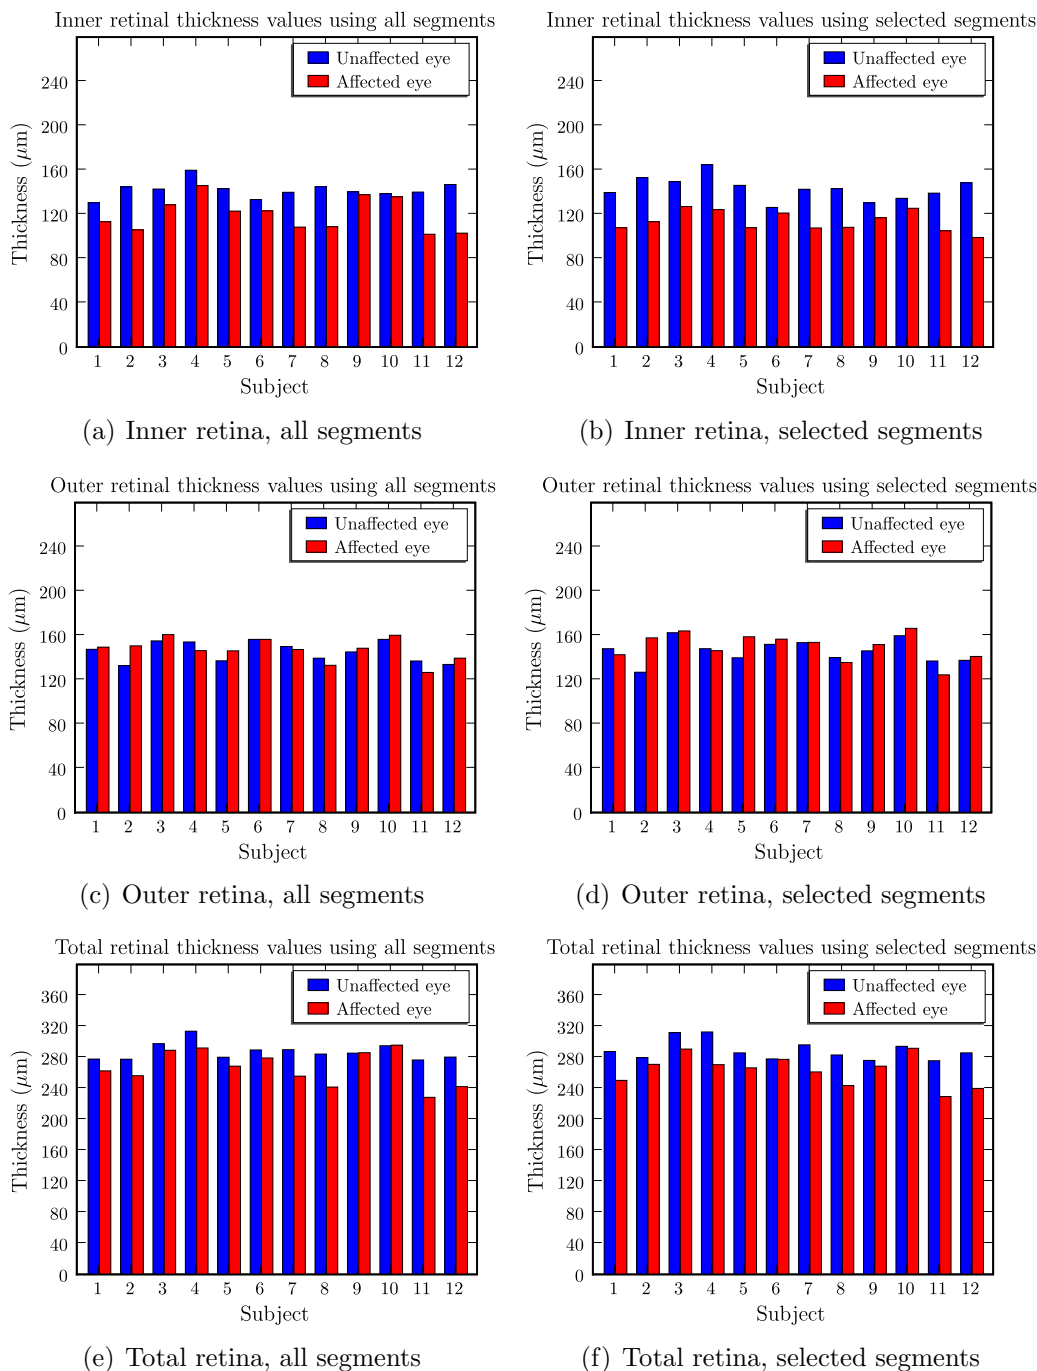 Inner retinal thickness values using all segments
Unaffected eye
Affected eye
Thickness (μm)
240
200
160
120
80
40
0
1 2 3 4 5 6 7 8 9 10 11 12
Subject
(a) Inner retina, all segments
Inner retinal thickness values using selected segments
Unaffected eye
Affected eye
Thickness (μm)
240
200
160
120
80
40
0
1 2 3 4 5 6 7 8 9 10 11 12
Subject
(b) Inner retina, selected segments
Outer retinal thickness values using all segments
Unaffected eye
Affected eye
Thickness (μm)
240
200
160
120
80
40
0
1 2 3 4 5 6 7 8 9 10 11 12
Subject
(c) Outer retina, all segments
Outer retinal thickness values using selected segments
Unaffected eye
Affected eye
Thickness (μm)
240
200
160
120
80
40
0
1 2 3 4 5 6 7 8 9 10 11 12
Subject
(d) Outer retina, selected segments
Total retinal thickness values using all segments
Unaffected eye
Affected eye
Thickness (μm)
360
320
280
240
200
160
120
80
40
0
1 2 3 4 5 6 7 8 9 10 11 12
Subject
(e) Total retina, all segments
Total retinal thickness values using selected segments
Unaffected eye
Affected eye
Thickness (μm)
360
320
280
240
200
160
120
80
40
0
1 2 3 4 5 6 7 8 9 10 11 12
Subject
(f) Total retina, selected segments